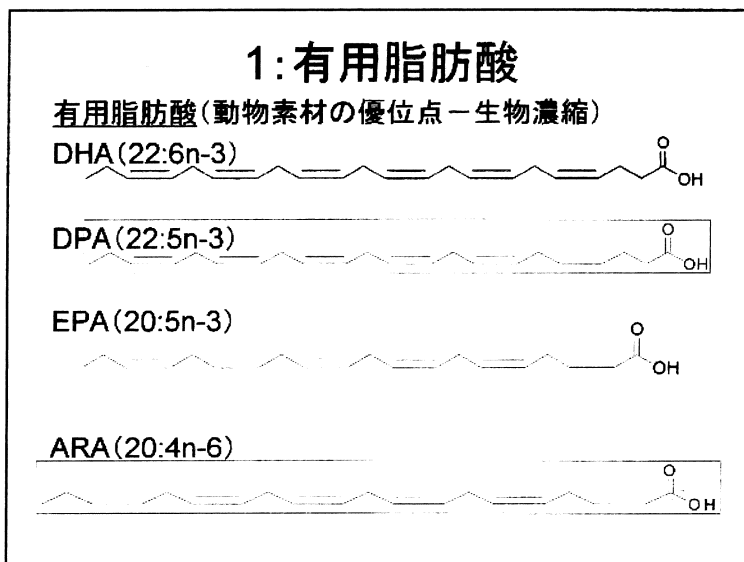 1:有用脂肪酸
有用脂肪酸(動物素材の優位点－生物濃縮)
DHA(22:6n-3)
O
OH
DPA(22:5n-3)
O
OH
EPA(20:5n-3)
O
OH
ARA(20:4n-6)
O
OH